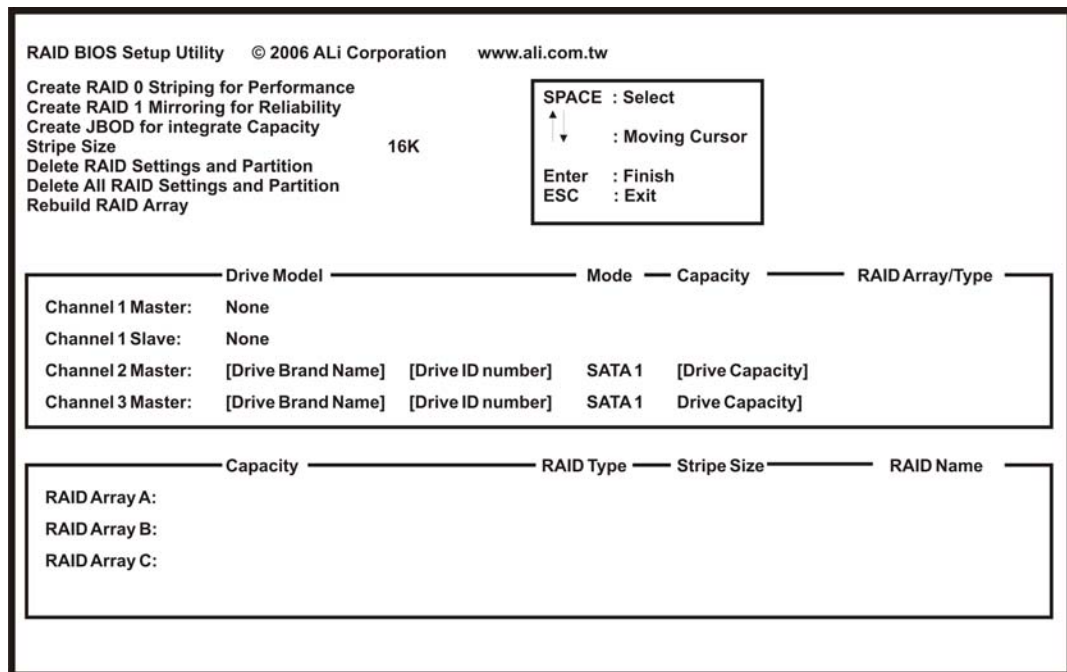 RAID BIOS Setup Utility © 2006 ALi Corporation www.ali.com.tw
Create RAID 0 Striping for Performance
Create RAID 1 Mirroring for Reliability
Create JBOD for integrate Capacity
Stripe Size 16K
Delete RAID Settings and Partition
Delete All RAID Settings and Partition
Rebuild RAID Array
SPACE : Select
: Moving Cursor
Enter : Finish
ESC : Exit
Drive Model Mode Capacity RAID Array/Type
Channel 1 Master: None
Channel 1 Slave: None
Channel 2 Master: [Drive Brand Name] [Drive ID number] SATA 1 [Drive Capacity]
Channel 3 Master: [Drive Brand Name] [Drive ID number] SATA 1 Drive Capacity]
Capacity RAID Type Stripe Size RAID Name
RAID Array A:
RAID Array B:
RAID Array C: